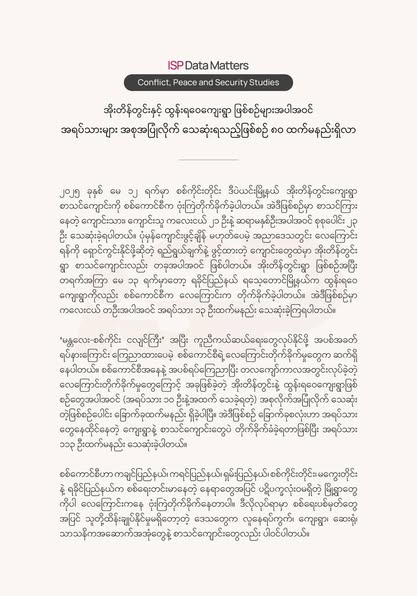 ISP Data Matters
Conflict, Peace and Security Studies
အိုးတိန်တွင်းနှင့် ထွန်းရဝေကျေးရွာ ဖြစ်စဉ်များအပါအဝင်
အရပ်သားများ အစုအပြုံလိုက် သေဆုံးရသည့်ဖြစ်စဉ် ၈၀ ထက်မနည်းရှိလာ
၂၀၂၅ ခုနှစ် မေ ၁၂ ရက်မှာ စစ်ကိုင်းတိုင်း ဒီပဲယင်းမြို့နယ် အိုးတိန်တွင်းကျေးရွာ
စာသင်ကျောင်းကို စစ်ကောင်စီက ဗုံးကြဲတိုက်ခိုက်ခဲ့ပါတယ်။ အဲဒီဖြစ်စဉ်မှာ စာသင်ကြား
နေတဲ့ ကျောင်းသား၊ ကျောင်းသူ ကလေးငယ် ၂၁ ဦးနဲ့ ဆရာမနှစ်ဦးအပါအဝင် စုစုပေါင်း ၂၃
ဦး သေဆုံးခဲ့ရပါတယ်။ ပုံမှန်ကျောင်းဖွင့်ချိန် မဟုတ်ပေမဲ့ အညာဒေသတွင်း လေကြောင်း
ရန်ကို ရှောင်ကွင်းနိုင်ဖို့ဆိုတဲ့ ရည်ရွယ်ချက်နဲ့ ဖွင့်ထားတဲ့ ကျောင်းတွေထဲမှာ အိုးတိန်တွင်း
ရွာ စာသင်ကျောင်းလည်း တခုအပါအဝင် ဖြစ်ပါတယ်။ အိုးတိန်တွင်းရွာ ဖြစ်စဉ်အပြီး
တရက်အကြာ မေ ၁၃ ရက်မှာတော့ ရခိုင်ပြည်နယ် ရသေ့တောင်မြို့နယ်က ထွန်းရဝေ
ကျေးရွာကိုလည်း စစ်ကောင်စီက လေကြောင်းက တိုက်ခိုက်ခဲ့ပါတယ်။ အဲဒီဖြစ်စဉ်မှာ
ကလေးငယ် တဦးအပါအဝင် အရပ်သား ၁၃ ဦးထက်မနည်း သေဆုံးခဲ့ကြရပါတယ်။
"မန္တလေး-စစ်ကိုင်း ငလျင်ကြီး" အပြီး ကူညီကယ်ဆယ်ရေးတွေလုပ်နိုင်ဖို့ အပစ်အခတ်
ရပ်နားကြောင်း ကြေညာထားပေမဲ့ စစ်ကောင်စီရဲ့လေကြောင်းတိုက်ခိုက်မှုတွေက ဆက်ရှိ
နေပါတယ်။ စစ်ကောင်စီအနေနဲ့ အပစ်ရပ်ကြေညာပြီး တလကျော်ကာလအတွင်းလုပ်ခဲ့တဲ့
လေကြောင်းတိုက်ခိုက်မှုတွေကြောင့် အခုဖြစ်ခဲ့တဲ့ အိုးတိန်တွင်းနဲ့ ထွန်းရဝေကျေးရွာဖြစ်
စဉ်တွေအပါအဝင် (အရပ်သား ၁၀ ဦးနဲ့အထက် သေခဲ့ရတဲ့) အစုလိုက်အပြုံလိုက် သေဆုံး
တဲ့ဖြစ်စဉ်ပေါင်း ခြောက်ခုထက်မနည်း ရှိခဲ့ပါပြီ။ အဲဒီဖြစ်စဉ် ခြောက်ခုစလုံးဟာ အရပ်သား
တွေနေထိုင်နေတဲ့ ကျေးရွာနဲ့ စာသင်ကျောင်းတွေပဲ တိုက်ခိုက်ခံခဲ့ရတာဖြစ်ပြီး အရပ်သား
၁၁၃ ဦးထက်မနည်း သေဆုံးခဲ့ပါတယ်။
စစ်ကောင်စီဟာ ကချင်ပြည်နယ်၊ ကရင်ပြည်နယ်၊ ရှမ်းပြည်နယ်၊ စစ်ကိုင်းတိုင်း၊ မကွေးတိုင်း
နဲ့ ရခိုင်ပြည်နယ်က စစ်ရေးတင်းမာနေတဲ့ နေရာတွေအပြင် ပဋိပက္ခလုံးဝမရှိတဲ့ မြို့ရွာတွေ
ကိုပါ လေကြောင်းကနေ ဗုံးကြဲတိုက်ခိုက်နေတာပါ။ ဒီလိုလုပ်ရာမှာ စစ်ရေးပစ်မှတ်တွေ
အပြင် သူတို့ထိန်းချုပ်နိုင်မှုမရှိတော့တဲ့ ဒေသတွေက လူနေရပ်ကွက်၊ ကျေးရွာ၊ ဆေးရုံ၊
သာသနိကအဆောက်အအုံတွေနဲ့ စာသင်ကျောင်းတွေလည်း ပါဝင်ပါတယ်။